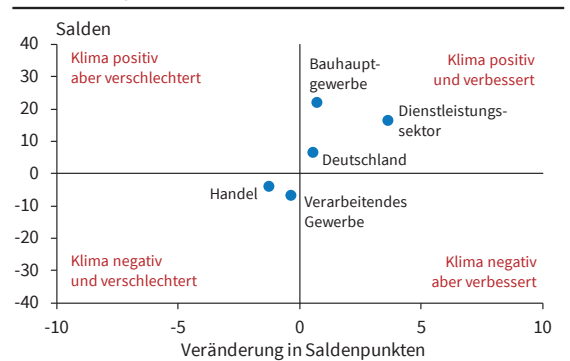 Salden
40
30
20
10
0
-10
-20
-30
-40
Klima positiv
aber verschlechtert
Bauhaupt-
gewerbe
Klima positiv
und verbessert
Dienstleistungs-
sektor
Deutschland
Handel
Verarbeitendes
Gewerbe
Klima negativ
und verschlechtert
Klima negativ
aber verbessert
-10
-5
0
5
10
Veränderung in Saldenpunkten